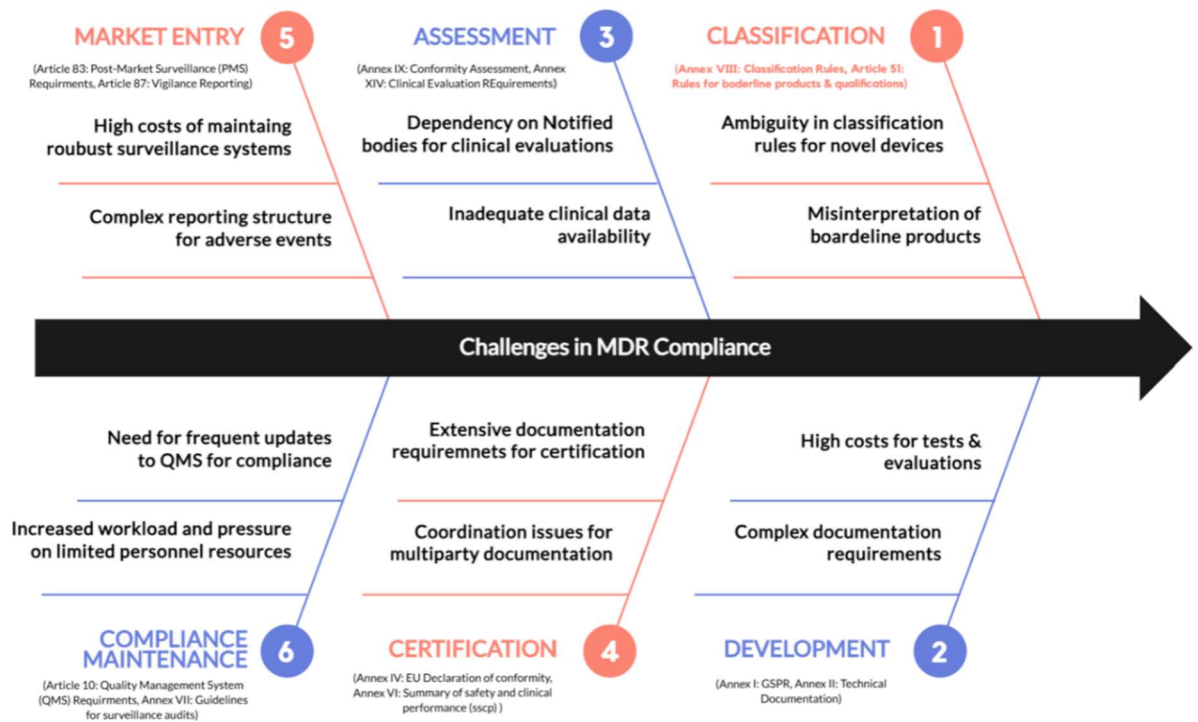 MARKET ENTRY
5
(Article 83: Post-Market Surveillance (PMS)
Requirments, Article 87: Vigilance Reporting)
High costs of maintaing
roubust surveillance systems
Complex reporting structure
for adverse events
ASSESSMENT
3
(Annex IX: Conformity Assessment, Annex
XIV: Clinical Evaluation REquirements)
Dependency on Notified
bodies for clinical evaluations
Inadequate clinical data
availability
CLASSIFICATION
1
(Annex VIII: Classification Rules, Article 51:
Rules for boderline products & qualifications)
Ambiguity in classification
rules for novel devices
Misinterpretation of
boardeline products
Challenges in MDR Compliance
Need for frequent updates
to QMS for compliance
Increased workload and pressure
on limited personnel resources
COMPLIANCE
MAINTENANCE
6
(Article 10: Quality Management System
(QMS) Requirments, Annex VII: Guidelines
for surveillance audits)
Extensive documentation
requiremnets for certification
Coordination issues for
multiparty documentation
CERTIFICATION
4
(Annex IV: EU Declaration of conformity,
Annex VI: Summary of safety and clinical
performance (sscp) )
High costs for tests &
evaluations
Complex documentation
requirements
DEVELOPMENT
2
(Annex I: GSPR, Annex II: Technical
Documentation)